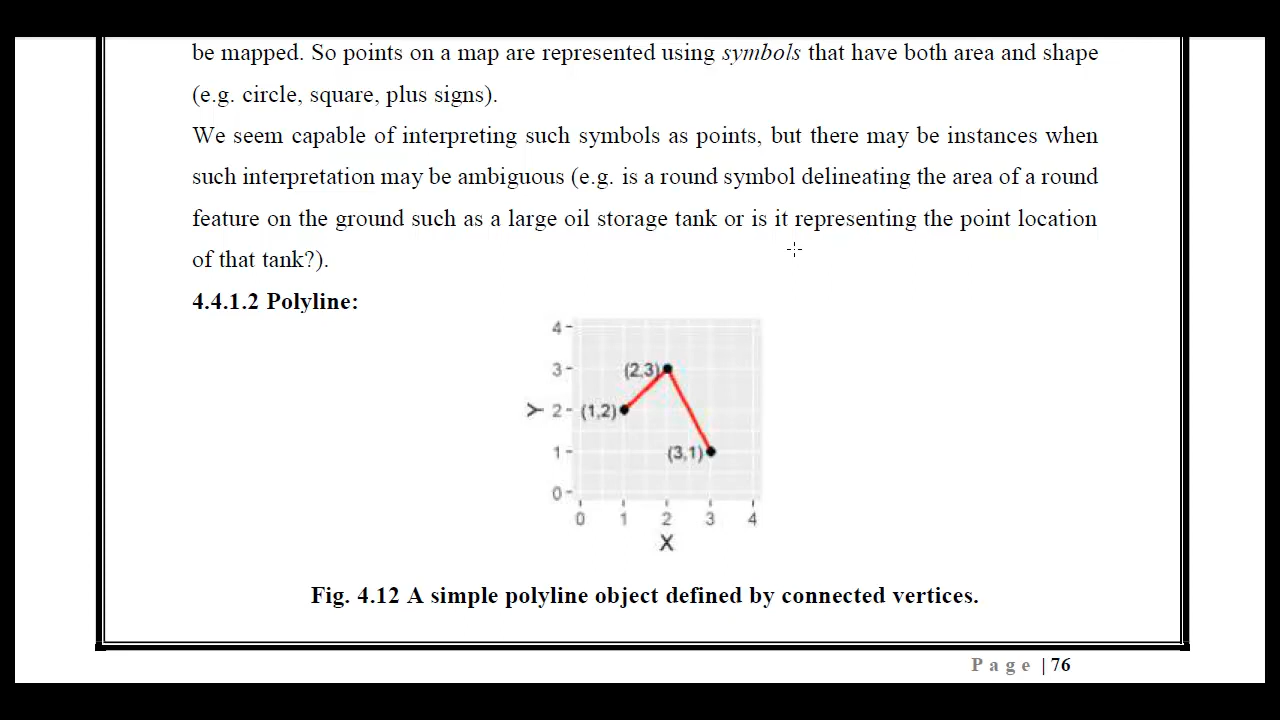 be mapped. So points on a map are represented using symbols that have both area and shape
(e.g. circle, square, plus signs).
We seem capable of interpreting such symbols as points, but there may be instances when
such interpretation may be ambiguous (e.g. is a round symbol delineating the area of a round
feature on the ground such as a large oil storage tank or is it representing the point location
of that tank?).
4.4.1.2 Polyline:
4
(2,3)
3
Y
2
(1,2)
1
(3,1)
0
0 1 2 3 4
X
Fig. 4.12 A simple polyline object defined by connected vertices.
Page | 76